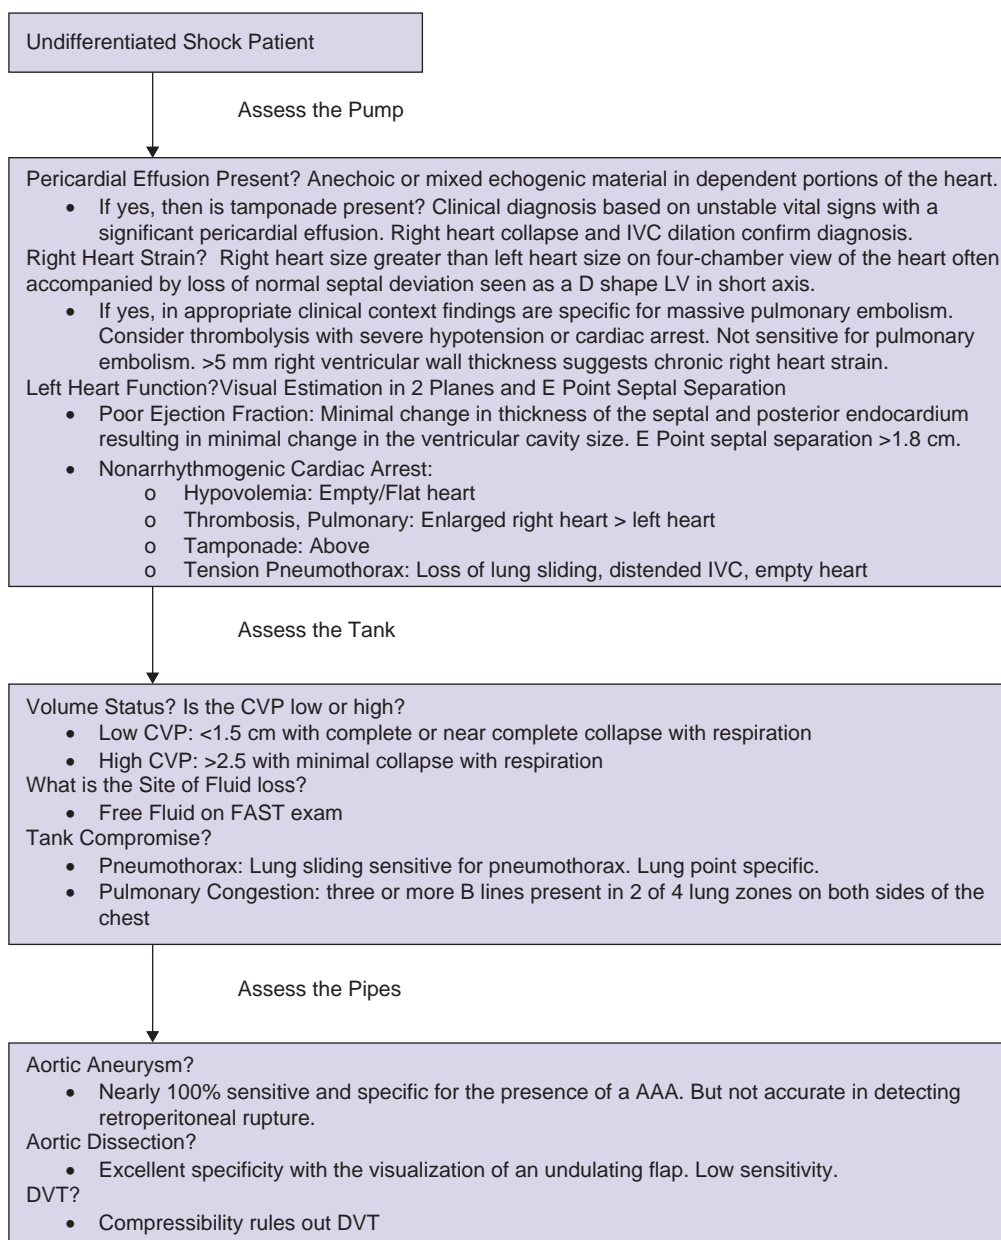 Undifferentiated Shock Patient
Assess the Pump
Pericardial Effusion Present? Anechoic or mixed echogenic material in dependent portions of the heart.
• If yes, then is tamponade present? Clinical diagnosis based on unstable vital signs with a
significant pericardial effusion. Right heart collapse and IVC dilation confirm diagnosis.
Right Heart Strain? Right heart size greater than left heart size on four-chamber view of the heart often
accompanied by loss of normal septal deviation seen as a D shape LV in short axis.
• If yes, in appropriate clinical context findings are specific for massive pulmonary embolism.
Consider thrombolysis with severe hypotension or cardiac arrest. Not sensitive for pulmonary
embolism. >5 mm right ventricular wall thickness suggests chronic right heart strain.
Left Heart Function?Visual Estimation in 2 Planes and E Point Septal Separation
• Poor Ejection Fraction: Minimal change in thickness of the septal and posterior endocardium
resulting in minimal change in the ventricular cavity size. E Point septal separation >1.8 cm.
• Nonarrhythmogenic Cardiac Arrest:
o Hypovolemia: Empty/Flat heart
o Thrombosis, Pulmonary: Enlarged right heart > left heart
o Tamponade: Above
o Tension Pneumothorax: Loss of lung sliding, distended IVC, empty heart
Assess the Tank
Volume Status? Is the CVP low or high?
• Low CVP: <1.5 cm with complete or near complete collapse with respiration
• High CVP: >2.5 with minimal collapse with respiration
What is the Site of Fluid loss?
• Free Fluid on FAST exam
Tank Compromise?
• Pneumothorax: Lung sliding sensitive for pneumothorax. Lung point specific.
• Pulmonary Congestion: three or more B lines present in 2 of 4 lung zones on both sides of the
chest
Assess the Pipes
Aortic Aneurysm?
• Nearly 100% sensitive and specific for the presence of a AAA. But not accurate in detecting
retroperitoneal rupture.
Aortic Dissection?
• Excellent specificity with the visualization of an undulating flap. Low sensitivity.
DVT?
• Compressibility rules out DVT